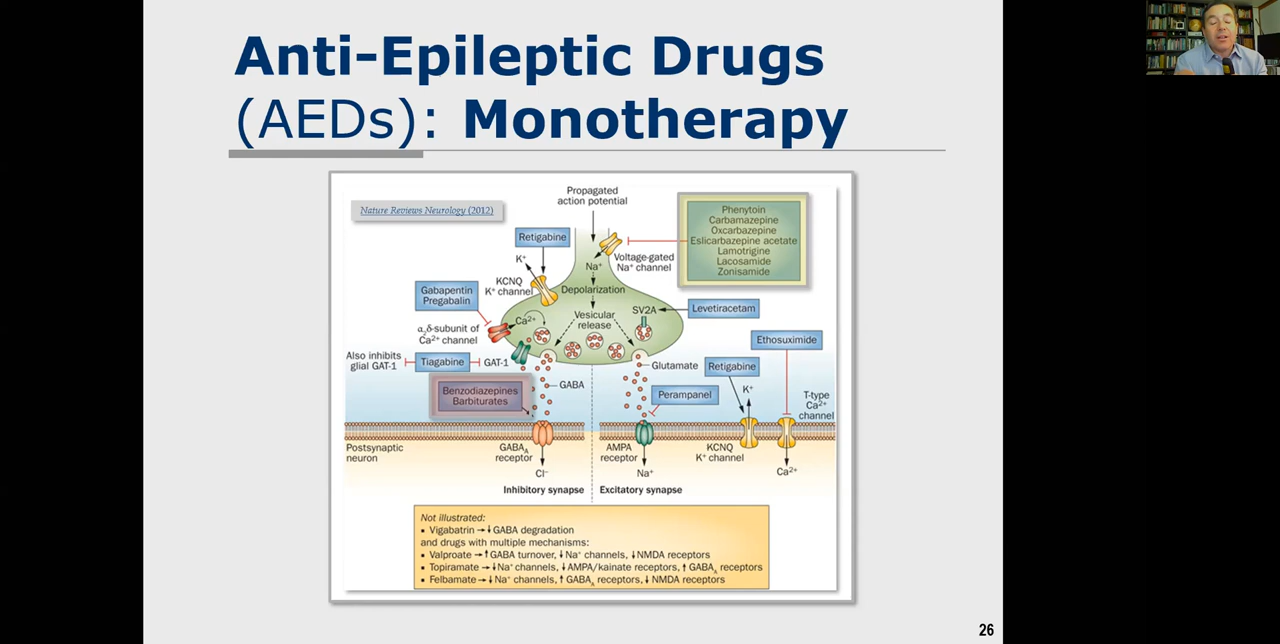 Anti-Epileptic Drugs
(AEDs): Monotherapy
Nature Reviews Neurology (2012)
Propagated
action potential
Phenytoin
Carbamazepine
Oxcarbazepine
Eslicarbazepine acetate
Lamotrigine
Lacosamide
Zonisamide
Retigabine
K⁺
KCNQ
K⁺ channel
Na⁺
Voltage-gated
Na⁺ channel
Depolarization
Gabapentin
Pregabalin
α₂δ-subunit of
Ca²⁺ channel
Ca²⁺
Vesicular
release
SV2A
Levetiracetam
Ethosuximide
Also inhibits
glial GAT-1
Tiagabine
GAT-1
Glutamate
Retigabine
Benzodiazepines
Barbiturates
GABA
Perampanel
K⁺
T-type
Ca²⁺
channel
Postsynaptic
neuron
GABA_A
receptor
AMPA
receptor
KCNQ
K⁺ channel
Cl⁻
Na⁺
Ca²⁺
Inhibitory synapse
Excitatory synapse
Not illustrated:
▪ Vigabatrin →↓GABA degradation
and drugs with multiple mechanisms:
▪ Valproate →↑GABA turnover, ↓Na⁺ channels, ↓NMDA receptors
▪ Topiramate →↓Na⁺ channels, ↓AMPA/kainate receptors, ↑ GABA_A receptors
▪ Felbamate →↓Na⁺ channels, ↑ GABA_A receptors, ↓ NMDA receptors
26